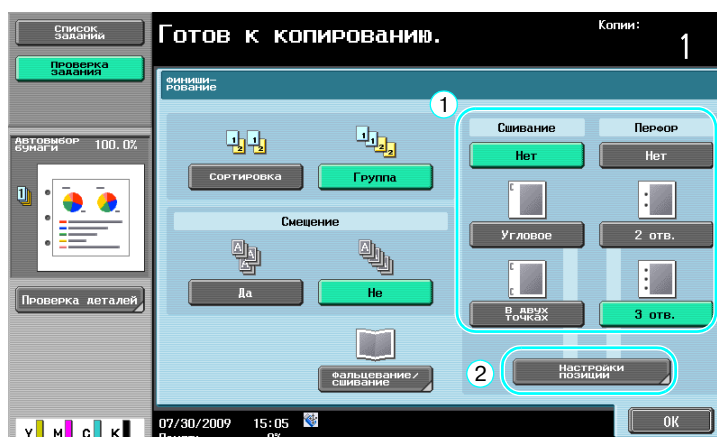 Список
заданий
Готов к копированию.
Копии:
1
Проверка
задания
Финиши-
рование
1
Автовыбор
бумаги
100.0%
Сортировка
Группа
Смещение
Да
Не
Фальцевание/
сшивание
Сшивание
Перфор
Нет
Нет
Угловое
2 отв.
В двух
точках
3 отв.
2
Настройки
позиции
Проверка деталей
07/30/2009 15:05
Память 0%
OK
Y M C K